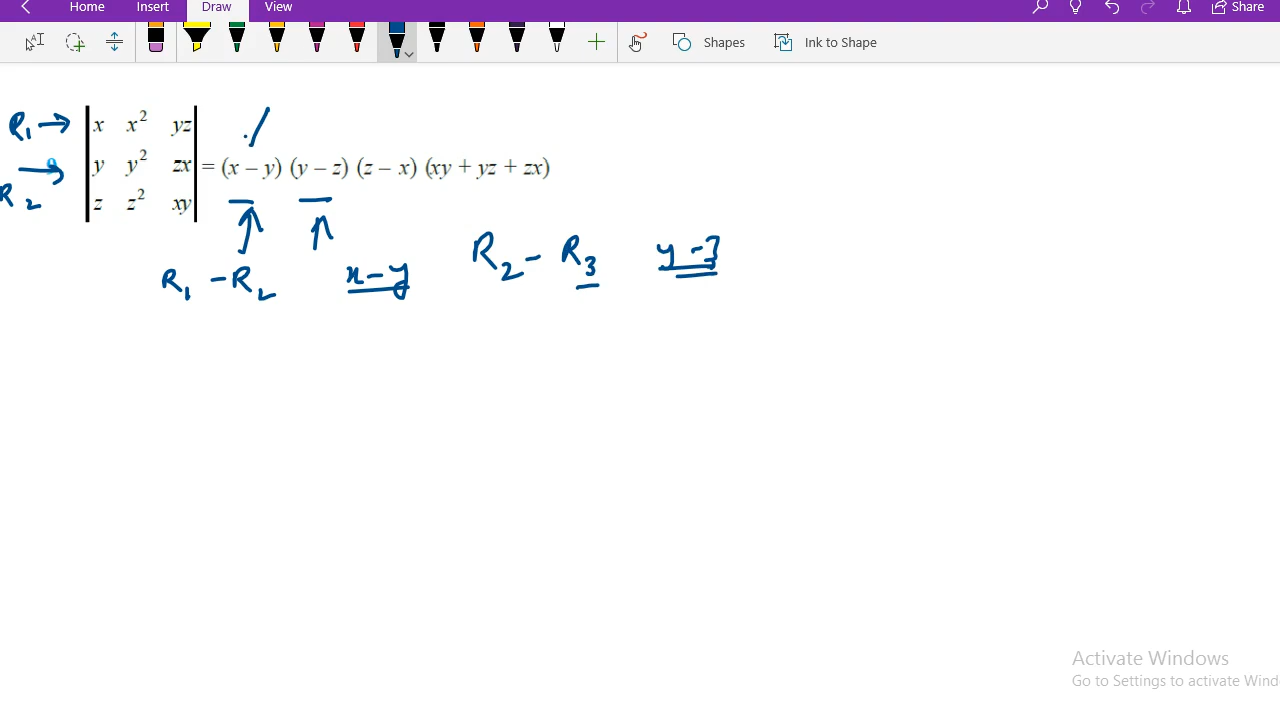 Home Insert Draw View Share
Shapes Ink to Shape
R₁ → | x x² yz |
R₂ → | y y² zx | = (x – y) (y – z) (z – x) (xy + yz + zx)
| z z² xy |
R₁ - R₂ x-y R₂ - R₃ y-z
Activate Windows
Go to Settings to activate Wind